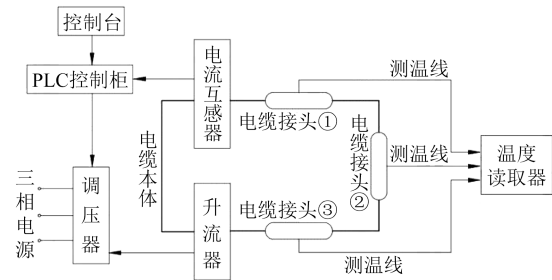 控制台
PLC控制柜
电流互感器
测温线
电缆接头①
电缆本体
电缆接头②
测温线
温度
读取器
三相电源
调压器
升流器
电缆接头③
测温线